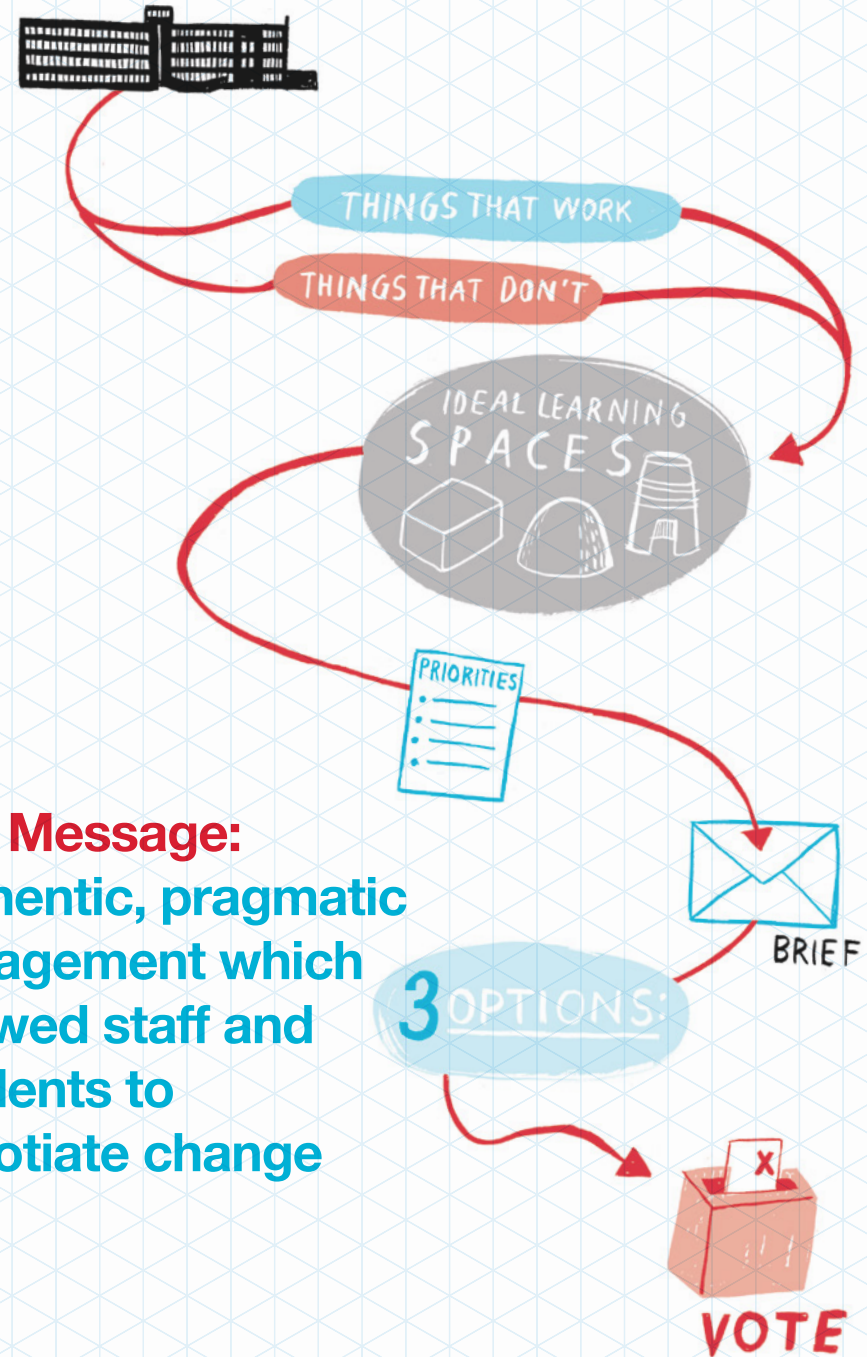 THINGS THAT WORK
THINGS THAT DON'T
IDEAL LEARNING
SPACES
PRIORITIES
Message:
hentic, pragmatic
agement which
wed staff and
dents to
otiate change
BRIEF
3 OPTIONS:
X
VOTE